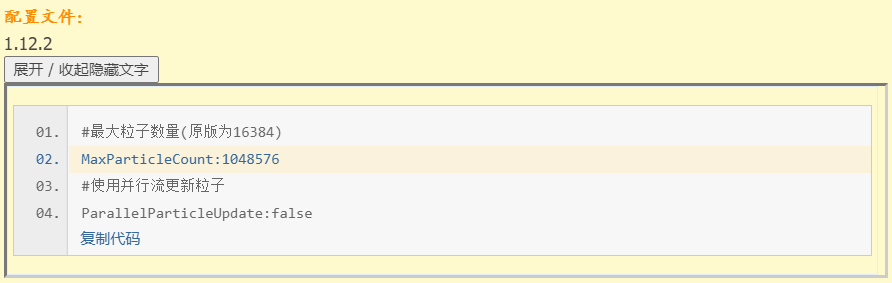 配置文件:
1.12.2
展开 / 收起隐藏文字
01. #最大粒子数量(原版为16384)
02. MaxParticleCount:1048576
03. #使用并行流更新粒子
04. ParallelParticleUpdate:false
复制代码